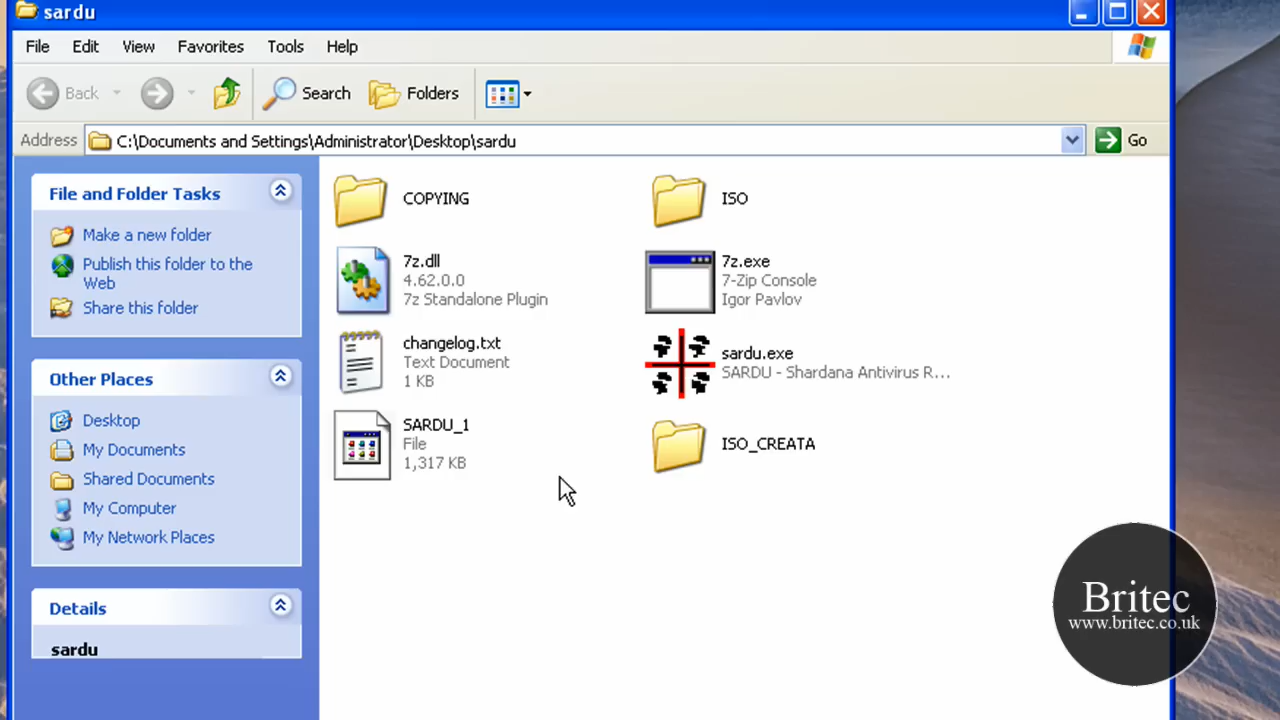 sardu
File Edit View Favorites Tools Help
Back Search Folders
Address C:\Documents and Settings\Administrator\Desktop\sardu Go
File and Folder Tasks
Make a new folder
Publish this folder to the
Web
Share this folder
Other Places
Desktop
My Documents
Shared Documents
My Computer
My Network Places
Details
sardu
COPYING
ISO
7z.dll
4.62.0.0
7z Standalone Plugin
7z.exe
7-Zip Console
Igor Pavlov
changelog.txt
Text Document
1 KB
sardu.exe
SARDU - Shardana Antivirus R...
SARDU_1
File
1,317 KB
ISO_CREATA
Britec
www.britec.co.uk